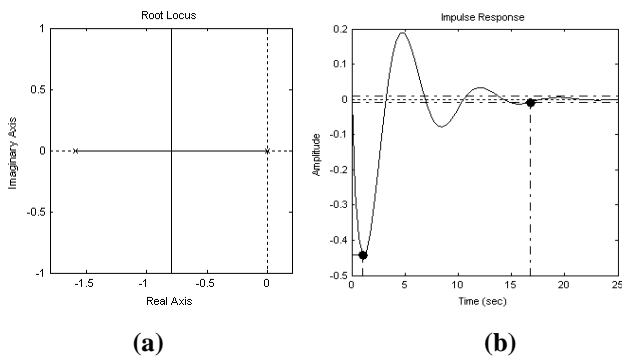 Root Locus
1
0.5
0
-0.5
-1
Imaginary Axis
-1.5
-1
-0.5
0
Real Axis
(a)
Impulse Response
0.2
0.1
0
-0.1
-0.2
-0.3
-0.4
-0.5
Amplitude
0
5
10
15
20
25
Time (sec)
(b)